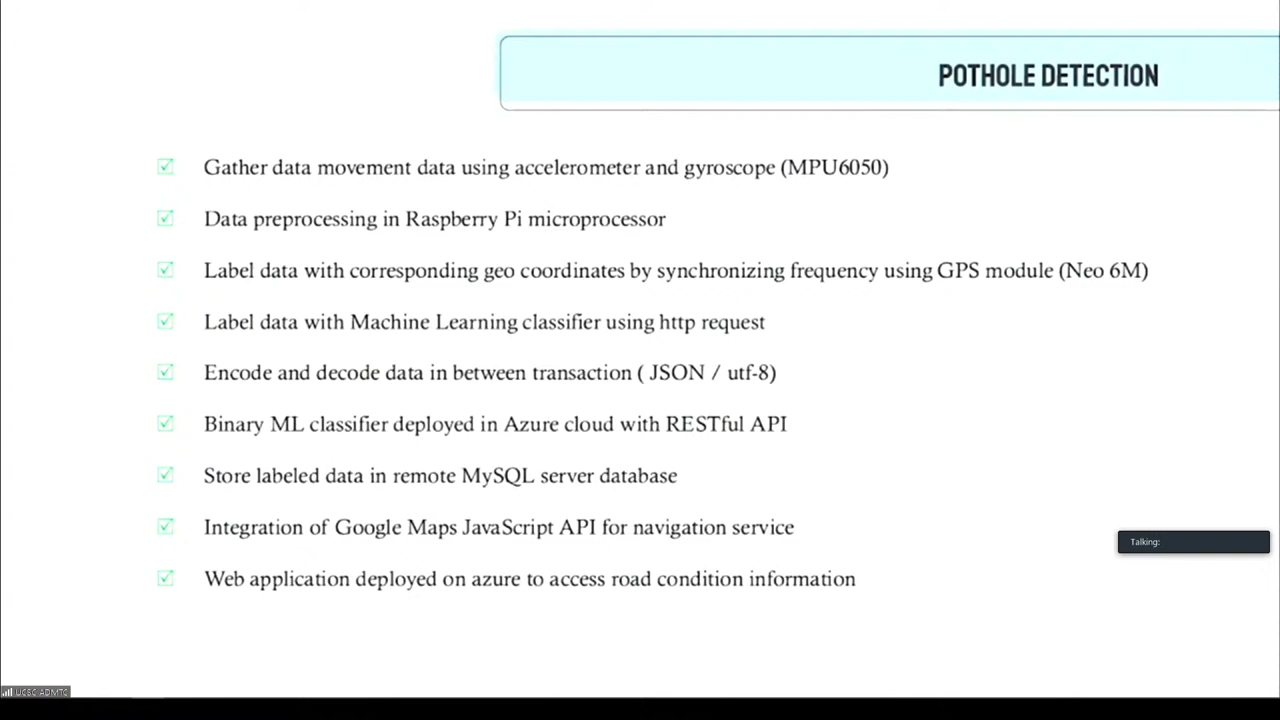 POTHOLE DETECTION
Gather data movement data using accelerometer and gyroscope (MPU6050)
Data preprocessing in Raspberry Pi microprocessor
Label data with corresponding geo coordinates by synchronizing frequency using GPS module (Neo 6M)
Label data with Machine Learning classifier using http request
Encode and decode data in between transaction ( JSON / utf-8)
Binary ML classifier deployed in Azure cloud with RESTful API
Store labeled data in remote MySQL server database
Integration of Google Maps JavaScript API for navigation service
Talking:
Web application deployed on azure to access road condition information
UCSC ADMTC